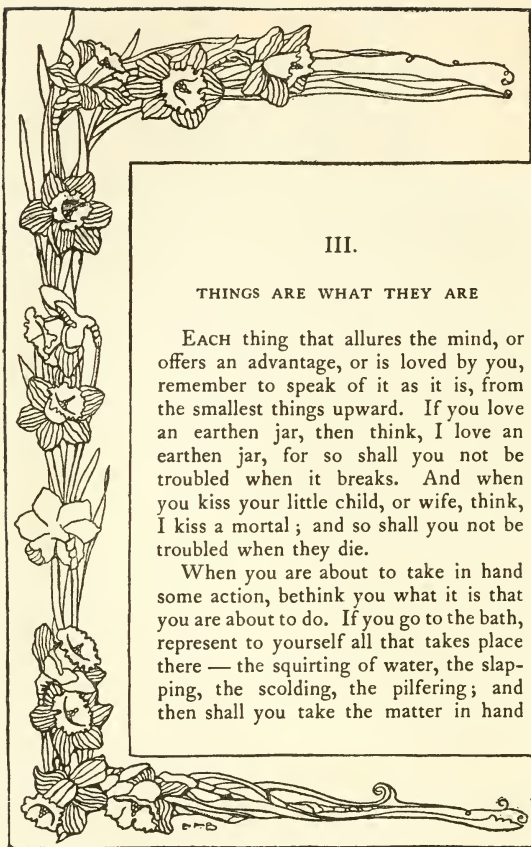 III.
THINGS ARE WHAT THEY ARE
EACH thing that allures the mind, or
offers an advantage, or is loved by you,
remember to speak of it as it is, from
the smallest things upward. If you love
an earthen jar, then think, I love an
earthen jar, for so shall you not be
troubled when it breaks. And when
you kiss your little child, or wife, think,
I kiss a mortal; and so shall you not be
troubled when they die.
When you are about to take in hand
some action, bethink you what it is that
you are about to do. If you go to the bath,
represent to yourself all that takes place
there — the squirting of water, the slap-
ping, the scolding, the pilfering; and
then shall you take the matter in hand